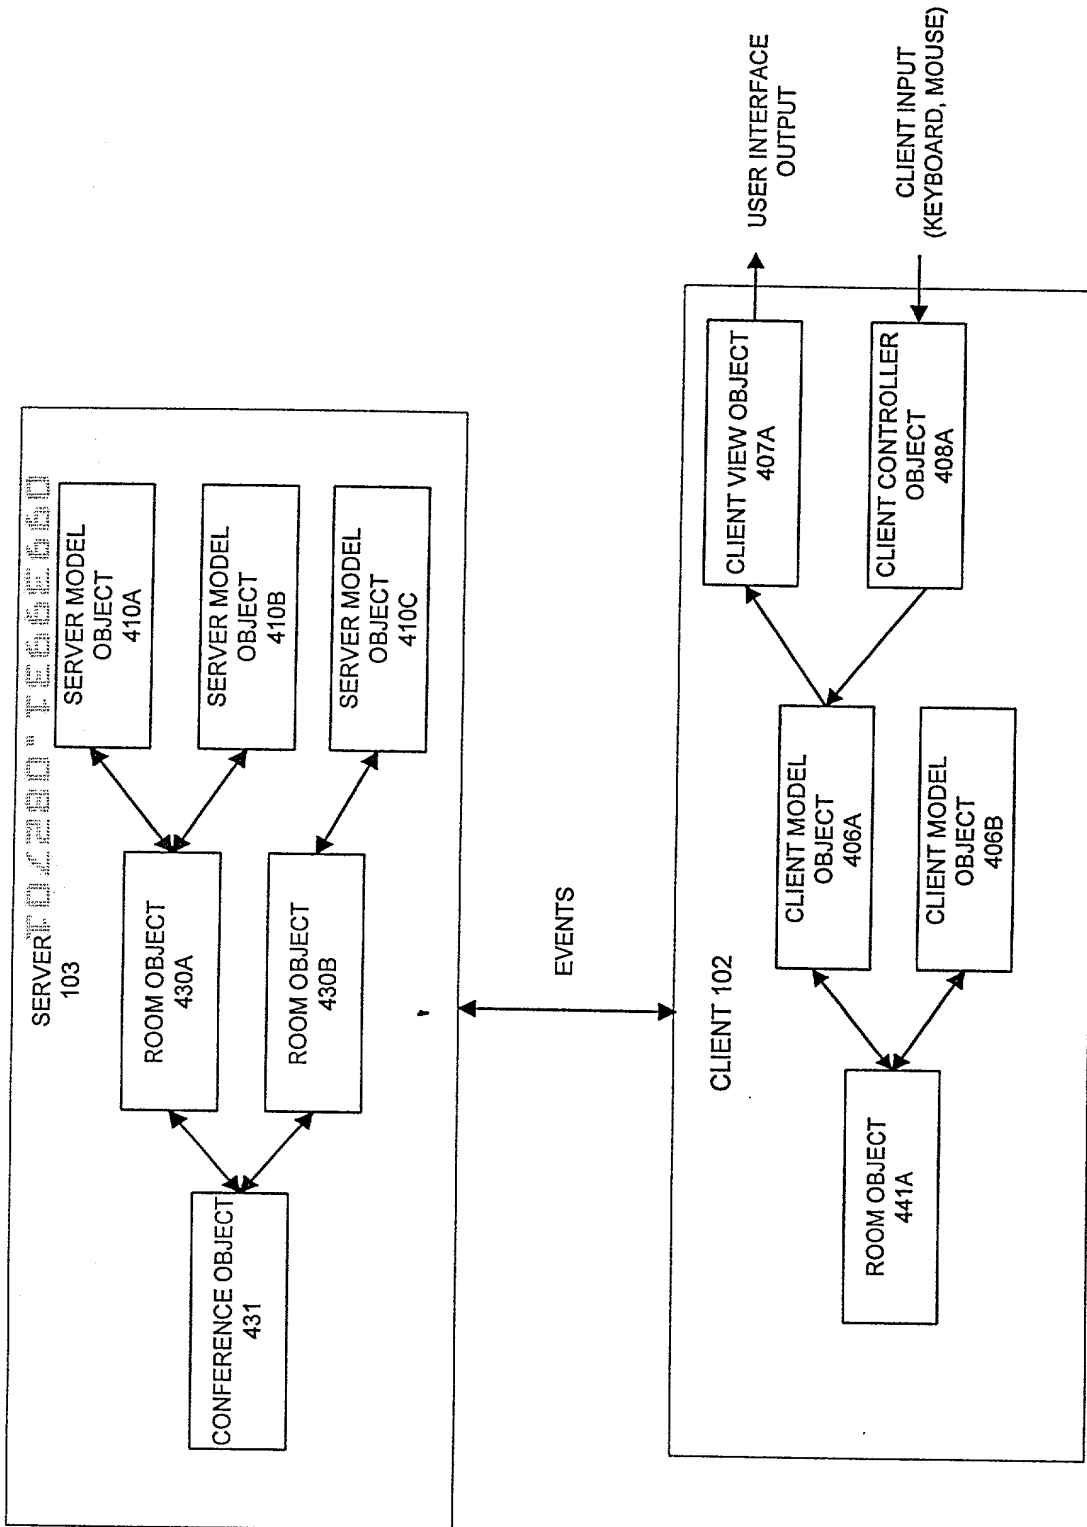 SERVER
103
CONFERENCE OBJECT
431
ROOM OBJECT
430A
ROOM OBJECT
430B
SERVER MODEL
OBJECT
410A
SERVER MODEL
OBJECT
410B
SERVER MODEL
OBJECT
410C
EVENTS
CLIENT 102
ROOM OBJECT
441A
CLIENT MODEL
OBJECT
406A
CLIENT MODEL
OBJECT
406B
CLIENT VIEW OBJECT
407A
CLIENT CONTROLLER
OBJECT
408A
USER INTERFACE
OUTPUT
CLIENT INPUT
(KEYBOARD, MOUSE)